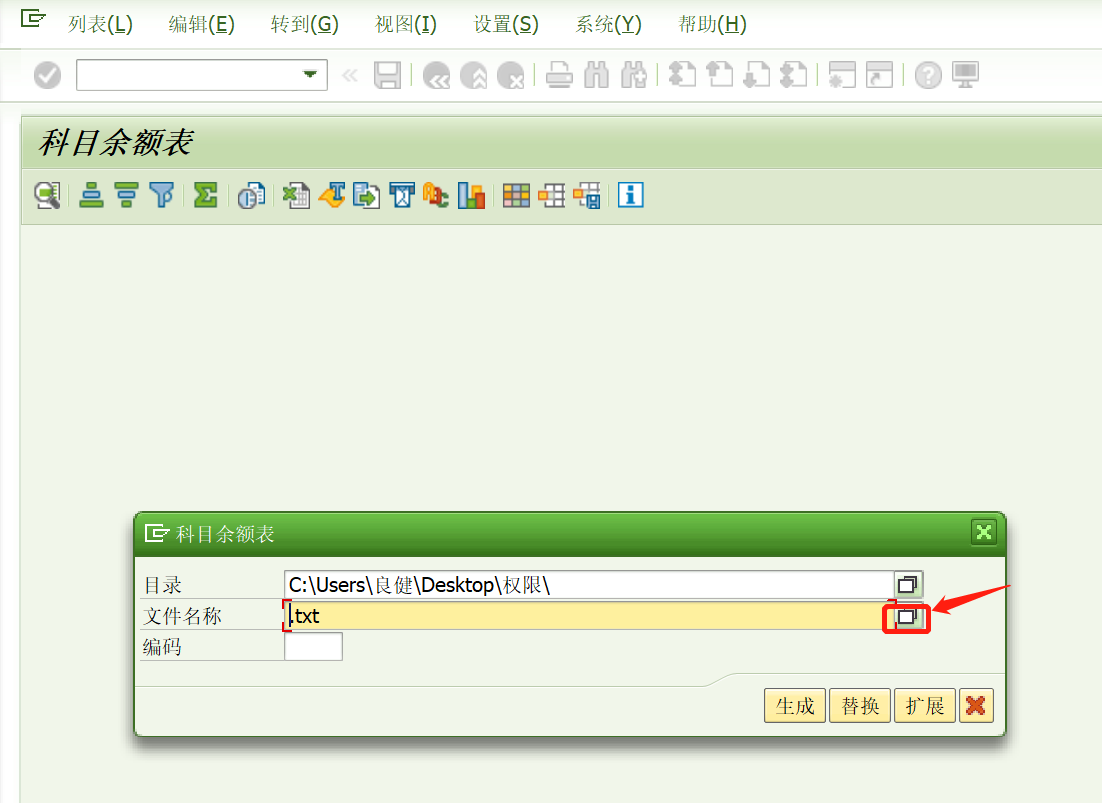 列表(L) 编辑(E) 转到(G) 视图(I) 设置(S) 系统(Y) 帮助(H)
科目余额表
科目余额表
目录 C:\Users\良健\Desktop\权限\
文件名称 .txt
编码
生成 替换 扩展